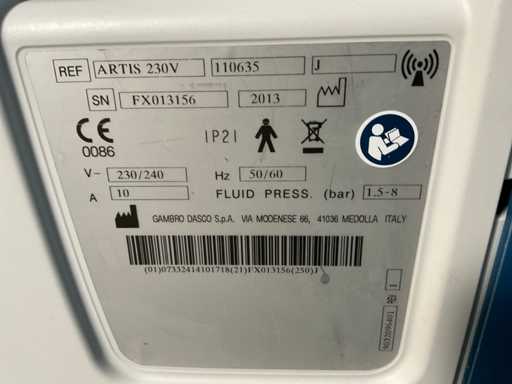 REF ARTIS 230V 110635 J
SN FX013156 2013
CE 0086 IP21
V~ 230/240 Hz 50/60
A 10 FLUID PRESS. (bar) 1.5-8
GAMBRO DASCO S.p.A. VIA MODENESE 66, 41036 MEDOLLA ITALY
(01)07332414101718(21)FX013156(250)J